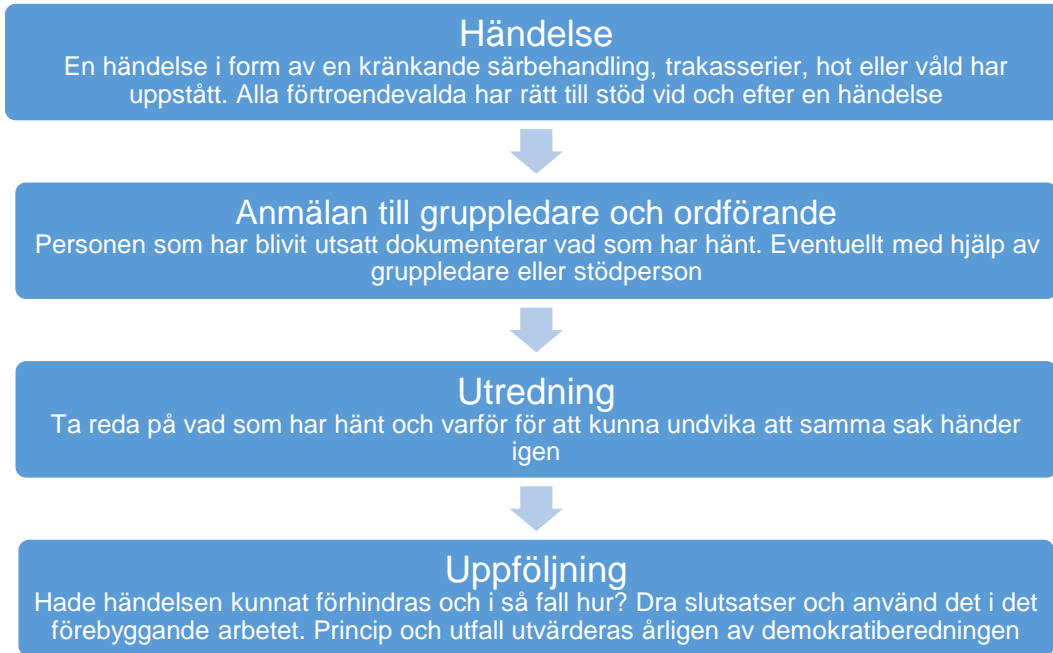 Händelse
En händelse i form av en kränkande särbehandling, trakasserier, hot eller våld har
uppstått. Alla förtroendevalda har rätt till stöd vid och efter en händelse
Anmälan till gruppledare och ordförande
Personen som har blivit utsatt dokumenterar vad som har hänt. Eventuellt med hjälp av
gruppledare eller stödperson
Utredning
Ta reda på vad som har hänt och varför för att kunna undvika att samma sak händer
igen
Uppföljning
Hade händelsen kunnat förhindras och i så fall hur? Dra slutsatser och använd det i det
förebyggande arbetet. Princip och utfall utvärderas årligen av demokratiberedningen